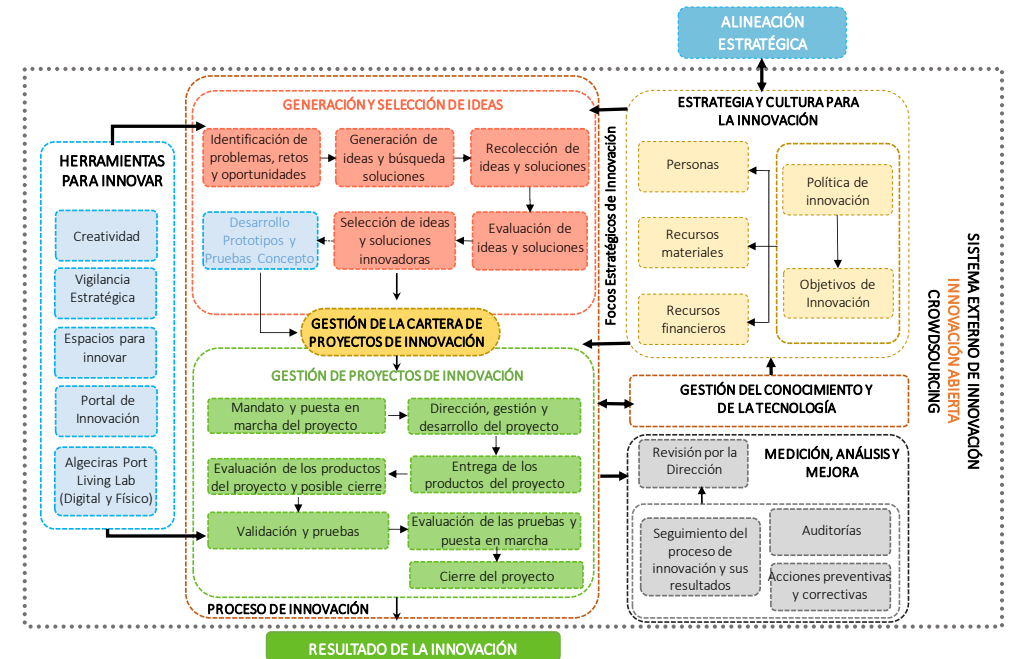 ALINEACIÓN
ESTRATÉGICA
GENERACIÓN Y SELECCIÓN DE IDEAS
Identificación de
problemas, retos
y oportunidades
Generación de
ideas y búsqueda
soluciones
Recolección de
ideas y soluciones
Desarrollo
Prototipos y
Pruebas Concepto
Selección de ideas
y soluciones
innovadoras
Evaluación de
ideas y soluciones
HERRAMIENTAS
PARA INNOVAR
Creatividad
Vigilancia
Estratégica
Espacios para
innovar
Portal de
Innovación
Algeciras Port
Living Lab
(Digital y Físico)
GESTIÓN DE LA CARTERA DE
PROYECTOS DE INNOVACIÓN
GESTIÓN DE PROYECTOS DE INNOVACIÓN
Mandato y puesta en
marcha del proyecto
Dirección, gestión y
desarrollo del proyecto
Evaluación de los productos
del proyecto y posible cierre
Entrega de los
productos del proyecto
Validación y pruebas
Evaluación de las pruebas y
puesta en marcha
Cierre del proyecto
PROCESO DE INNOVACIÓN
RESULTADO DE LA INNOVACIÓN
Focos Estratégicos de Innovación
ESTRATEGIA Y CULTURA PARA
LA INNOVACIÓN
Personas
Recursos
materiales
Recursos
financieros
Política de
innovación
Objetivos de
Innovación
GESTIÓN DEL CONOCIMIENTO Y
DE LA TECNOLOGÍA
MEDICIÓN, ANÁLISIS Y
MEJORA
Revisión por la
Dirección
Seguimiento del
proceso de
innovación y sus
resultados
Auditorías
Acciones preventivas
y correctivas
SISTEMA EXTERNO DE INNOVACIÓN
INNOVACIÓN ABIERTA
CROWDSOURCING